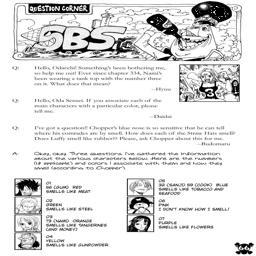 QUESTION CORNER
SBS
Q: Hello, Odacchi! Something's been bothering me,
so help me out! Ever since chapter 334, Nami's
been wearing a tank top with the number three
on it. What does that mean?
--Hyou
Q: Hello, Oda Sensei. If you associate each of the
main characters with a particular color, please
tell me.
--Daidai
Q: I've got a question! Chopper's blue nose is so sensitive that he can tell
where his comrades are by smell. How does each of the Straw Hats smell?
Does Luffy smell like rubber?! Please, ask Chopper about this for me.
A: Okay, okay. Three questions. I've gathered the information
about the various characters below. Here are the numbers
(if applicable) and colors I associate with them and how they
smell (according to Chopper).
01
56 (GOMU) RED
SMELLS LIKE MEAT
02
GREEN
SMELLS LIKE STEEL
03
ORANGE
SMELLS LIKE TANGERINES
(AND MONEY)
04
YELLOW
SMELLS LIKE GUNPOWDER
05
32 (SANJI) 59 (COOK) BLUE
SMELLS LIKE TOBACCO AND
SEAFOOD
06
PINK
I DON'T KNOW HOW I SMELL!
07
PURPLE
SMELLS LIKE FLOWERS